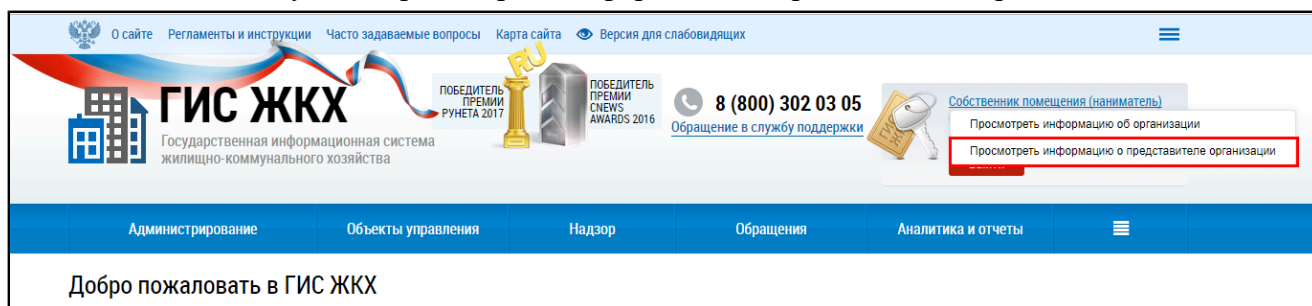 О сайте Регламенты и инструкции Часто задаваемые вопросы Карта сайта Версия для слабовидящих
RU
ПОБЕДИТЕЛЬ
ПРЕМИИ
РУНЕТА 2017
ПОБЕДИТЕЛЬ
ПРЕМИИ
CNEWS
AWARDS 2016
ГИС ЖКХ
Государственная информационная система
жилищно-коммунального хозяйства
8 (800) 302 03 05
Обращение в службу поддержки
Собственник помещения (наниматель)
Просмотреть информацию об организации
Просмотреть информацию о представителе организации
Администрирование Объекты управления Надзор Обращения Аналитика и отчеты
Добро пожаловать в ГИС ЖКХ